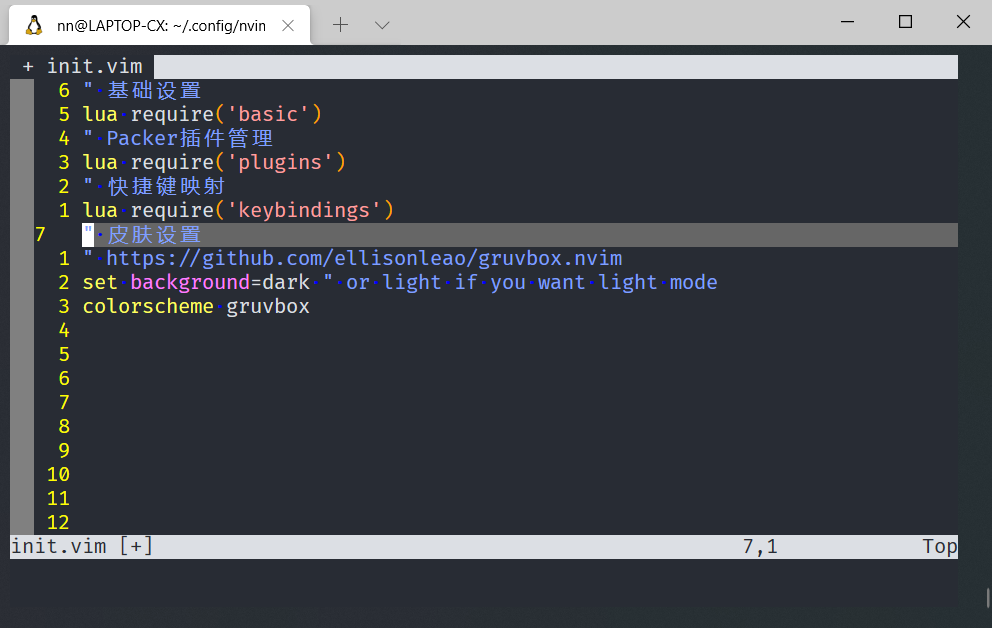 nn@LAPTOP-CX: ~/.config/nvin
+ init.vim
6 " 基础设置
5 lua require('basic')
4 " Packer插件管理
3 lua require('plugins')
2 " 快捷键映射
1 lua require('keybindings')
7 " 皮肤设置
1 " https://github.com/ellisonleao/gruvbox.nvim
2 set background=dark " or light if you want light mode
3 colorscheme gruvbox
4
5
6
7
8
9
10
11
12
init.vim [+] 7,1 Top